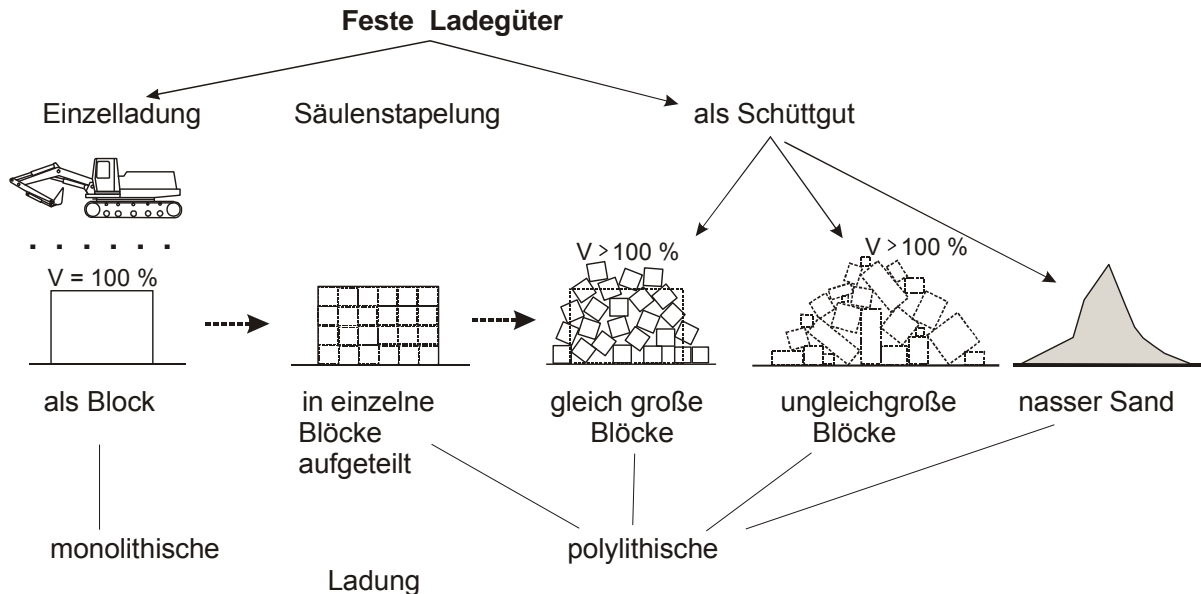 Feste Ladegüter
Einzelladung
Säulenstapelung
als Schüttgut
V = 100 %
V > 100 %
V > 100 %
als Block
in einzelne
Blöcke
aufgeteilt
gleich große
Blöcke
ungleichgroße
Blöcke
nasser Sand
monolithische
polylithische
Ladung